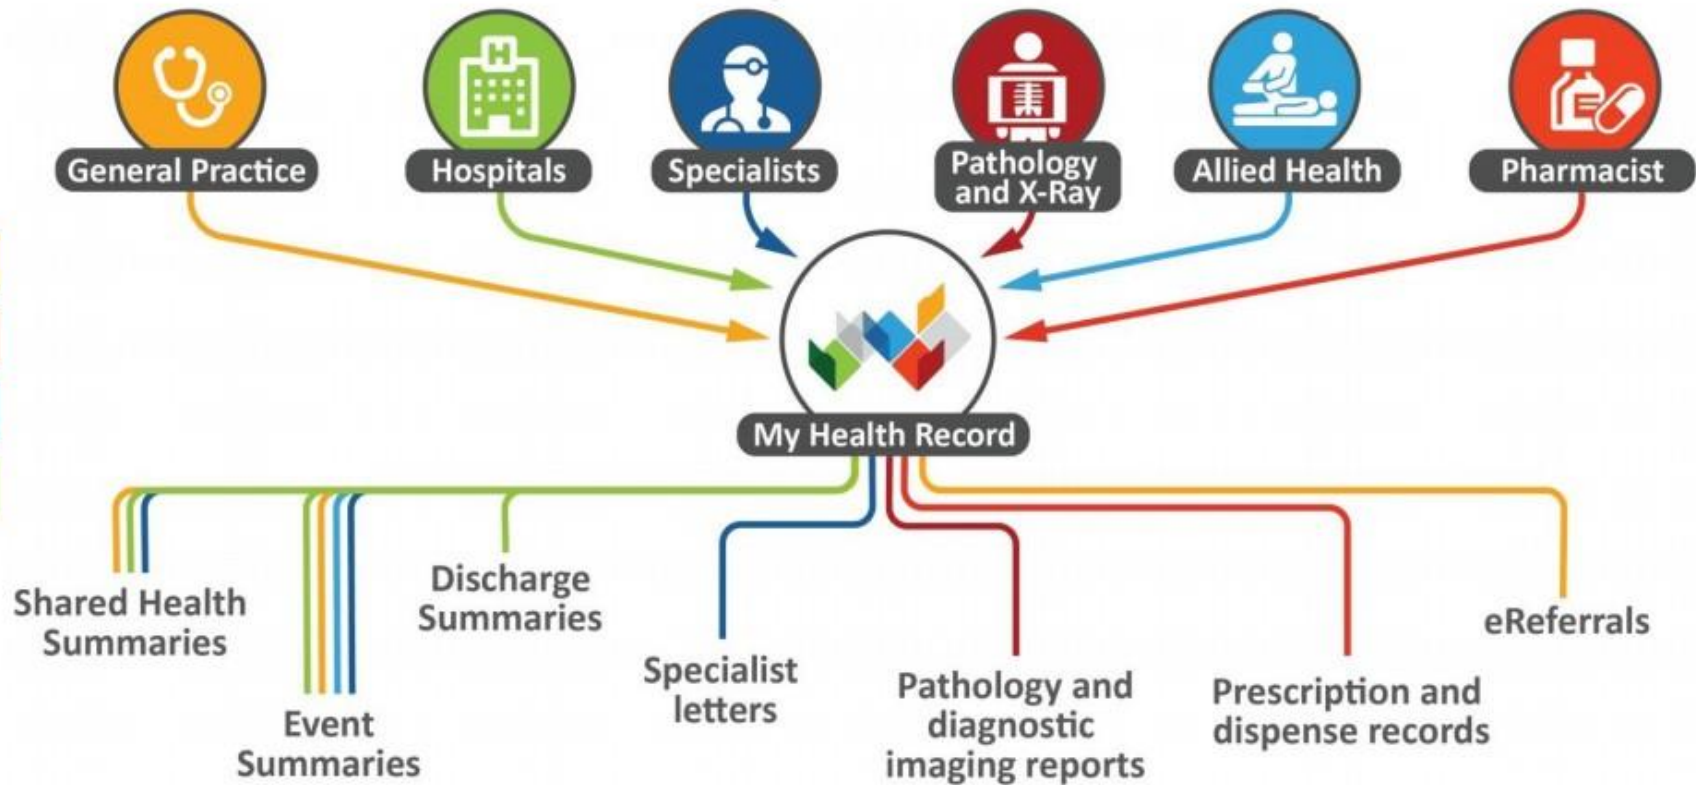 H
General Practice
Hospitals
Specialists
Pathology
and X-Ray
Allied Health
Pharmacist
My Health Record
Shared Health
Summaries
Event
Summaries
Discharge
Summaries
Specialist
letters
Pathology and
diagnostic
imaging reports
Prescription and
dispense records
eReferrals